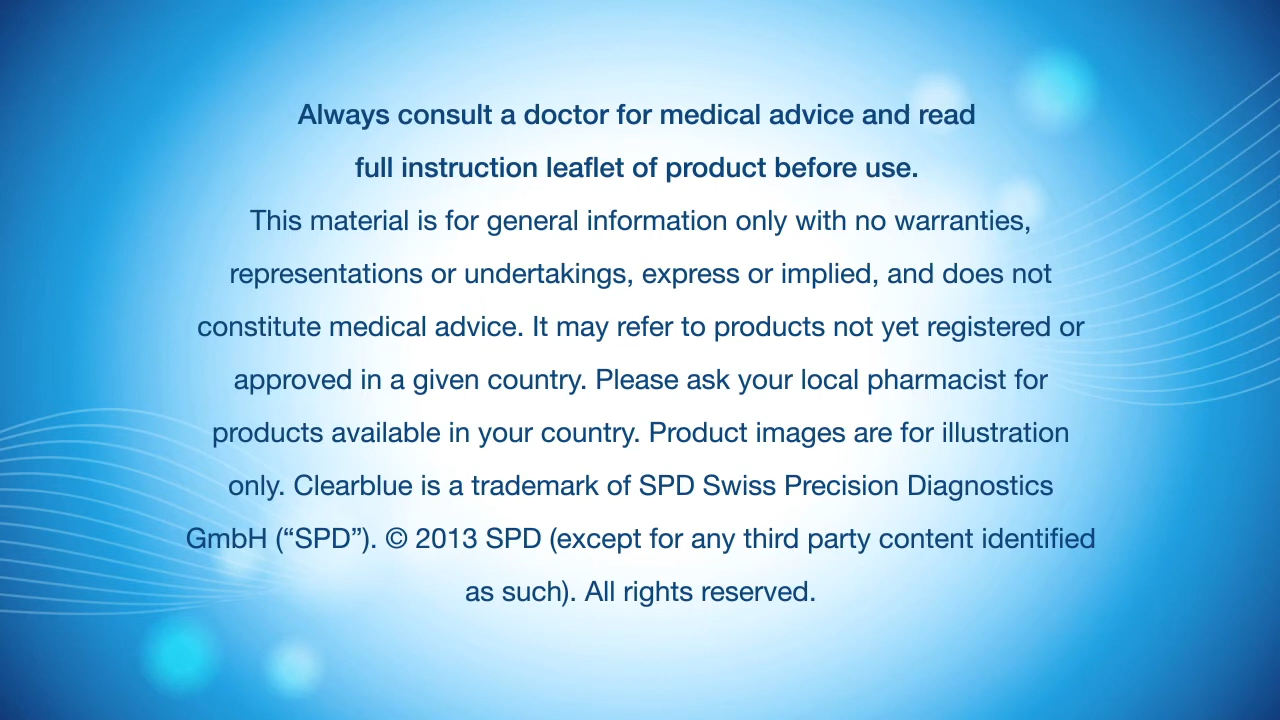 Always consult a doctor for medical advice and read
full instruction leaflet of product before use.
This material is for general information only with no warranties,
representations or undertakings, express or implied, and does not
constitute medical advice. It may refer to products not yet registered or
approved in a given country. Please ask your local pharmacist for
products available in your country. Product images are for illustration
only. Clearblue is a trademark of SPD Swiss Precision Diagnostics
GmbH (“SPD”). © 2013 SPD (except for any third party content identified
as such). All rights reserved.